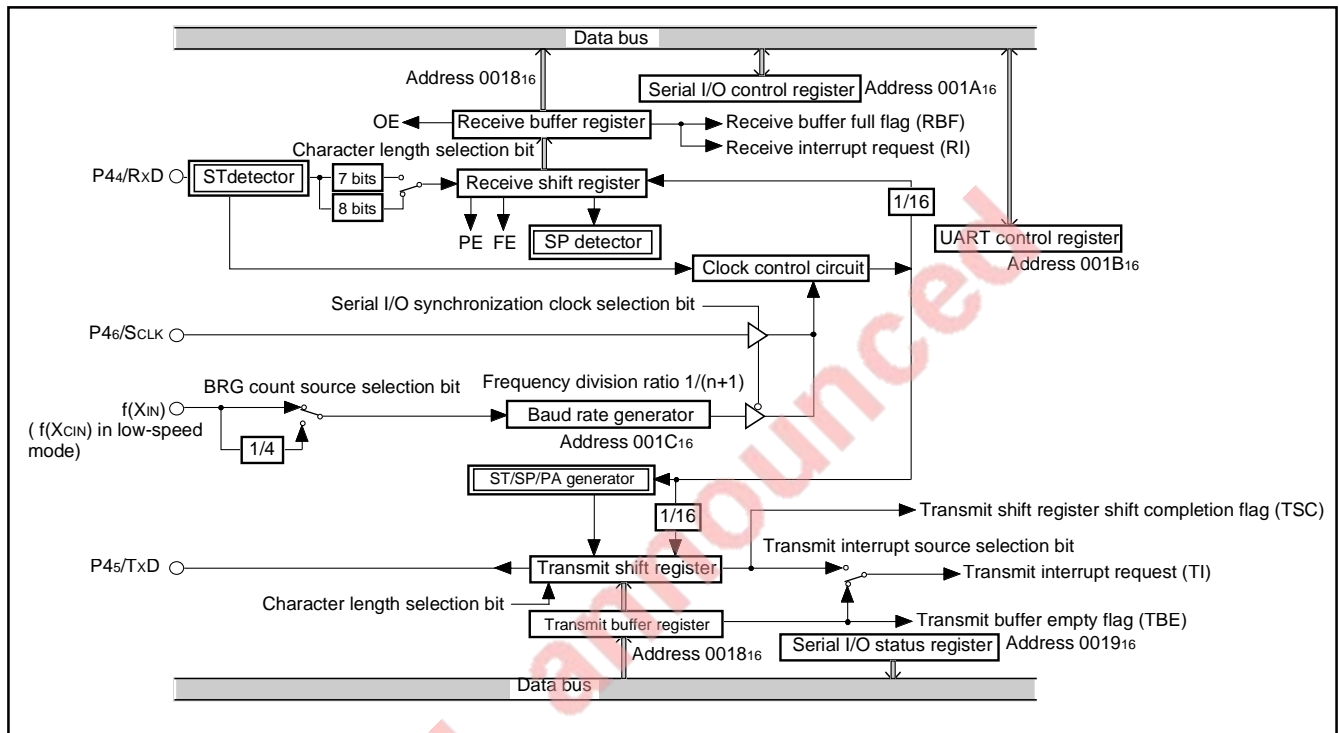 Data bus
Address 0018₁₆
Serial I/O control register
Address 001A₁₆
OE
Receive buffer register
Receive buffer full flag (RBF)
Character length selection bit
Receive interrupt request (RI)
P4₄/RxD
STdetector
7 bits
8 bits
Receive shift register
1/16
PE
FE
SP detector
UART control register
Address 001B₁₆
Clock control circuit
Serial I/O synchronization clock selection bit
P4₆/SCLK
BRG count source selection bit
Frequency division ratio 1/(n+1)
f(XIN)
( f(XCIN) in low-speed
mode)
1/4
Baud rate generator
Address 001C₁₆
ST/SP/PA generator
1/16
Transmit shift register shift completion flag (TSC)
Transmit interrupt source selection bit
P4₅/TxD
Transmit shift register
Transmit interrupt request (TI)
Character length selection bit
Transmit buffer register
Transmit buffer empty flag (TBE)
Address 0018₁₆
Serial I/O status register
Address 0019₁₆
Data bus
announced